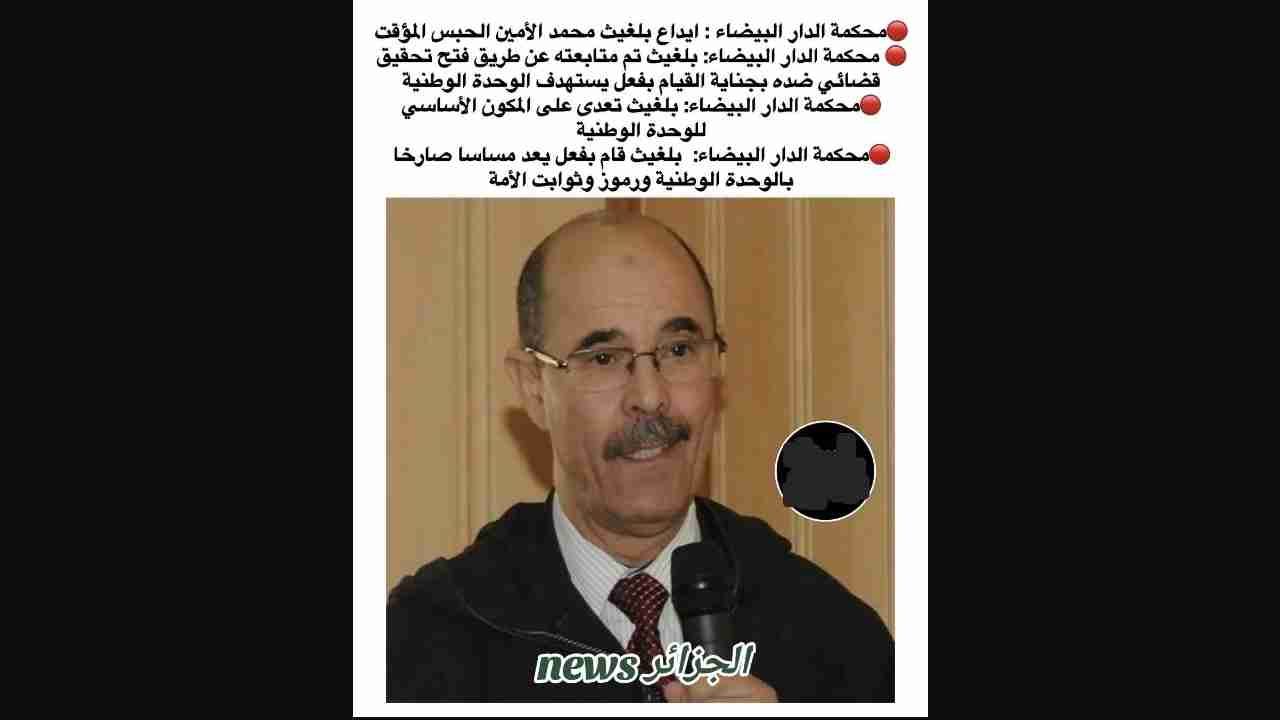 🔴محكمة الدار البيضاء : ايداع بلغيث محمد الأمين الحبس المؤقت
🔴 محكمة الدار البيضاء: بلغيث تم متابعته عن طريق فتح تحقيق
قضائي ضده بجناية القيام بفعل يستهدف الوحدة الوطنية
🔴محكمة الدار البيضاء: بلغيث تعدى على المكون الأساسي
للوحدة الوطنية
🔴محكمة الدار البيضاء: بلغيث قام بفعل يعد مساسا صارخا
بالوحدة الوطنية ورموز وثوابت الأمة
الجزائر news